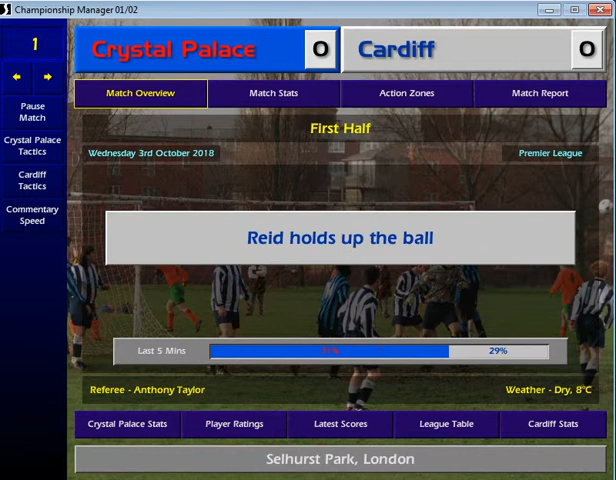 Championship Manager 01/02
1
Crystal Palace 0 Cardiff 0
Match Overview Match Stats Action Zones Match Report
Pause Match
Crystal Palace Tactics
Cardiff Tactics
Commentary Speed
First Half
Wednesday 3rd October 2018 Premier League
Reid holds up the ball
Last 5 Mins 71% 29%
Referee - Anthony Taylor Weather - Dry, 8°C
Crystal Palace Stats Player Ratings Latest Scores League Table Cardiff Stats
Selhurst Park, London